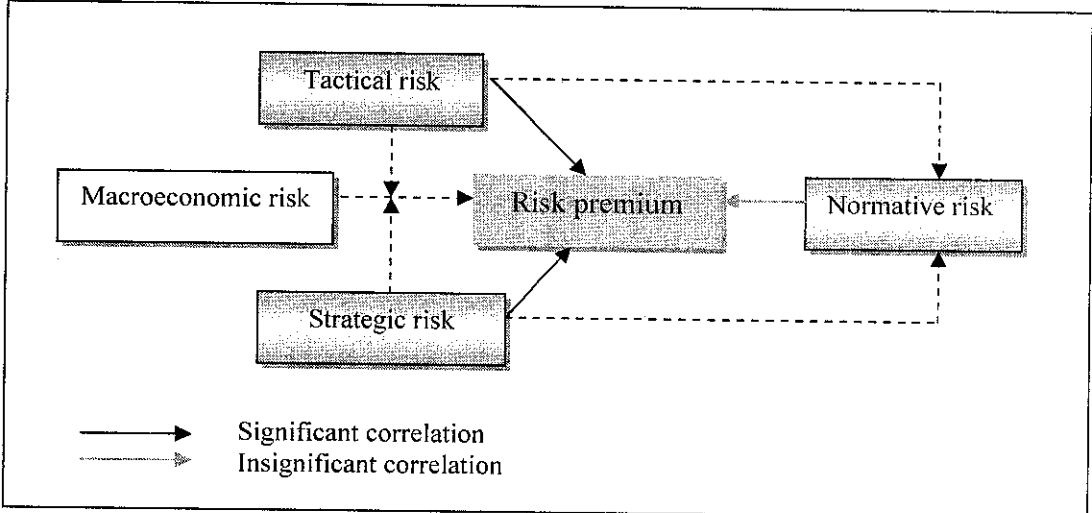 Tactical risk
Macroeconomic risk
Risk premium
Normative risk
Strategic risk
Significant correlation
Insignificant correlation